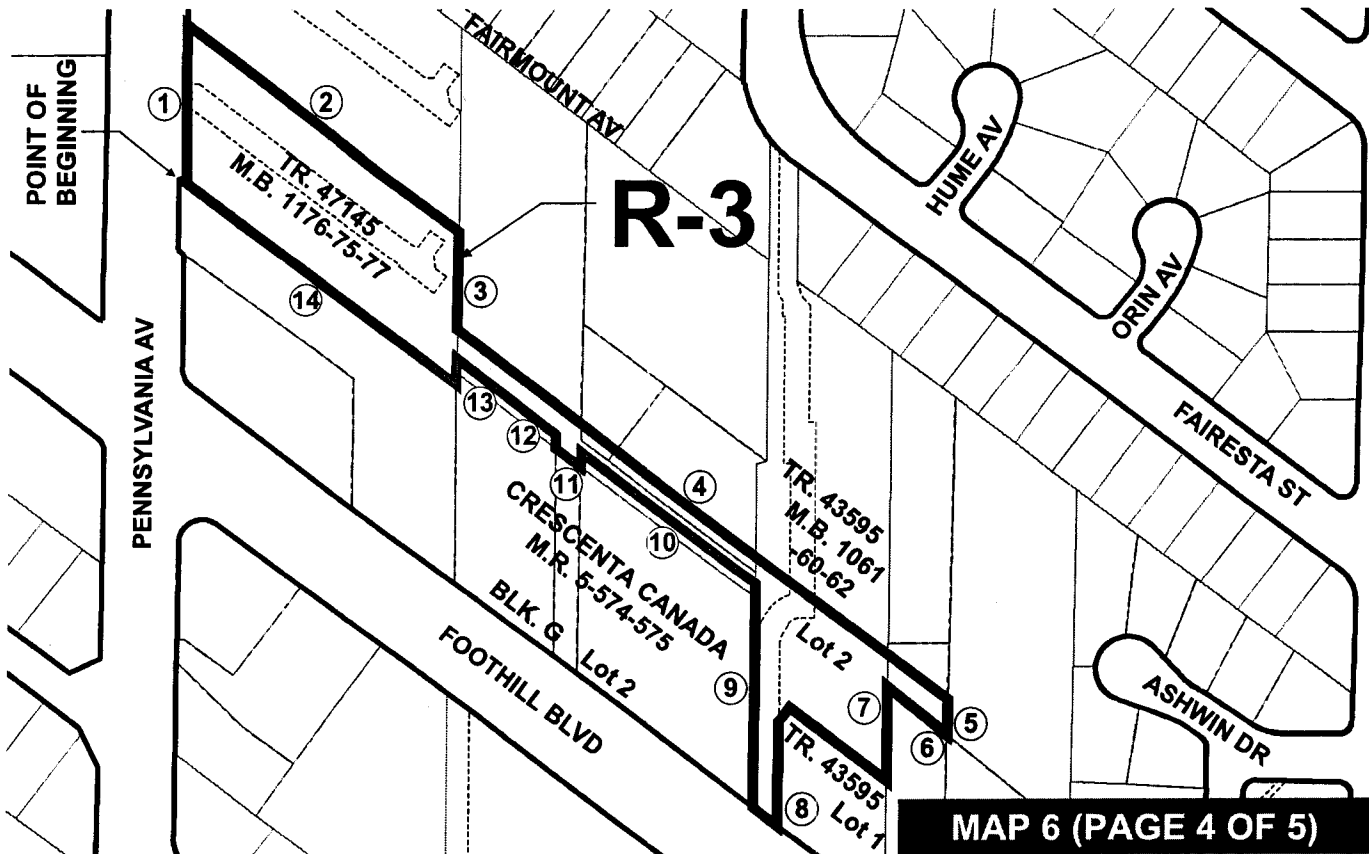 FAIRMOUNT AV
POINT OF
BEGINNING
1
2
TR. 47145
M.B. 1176-75-77
R-3
HUME AV
ORIN AV
3
14
PENNSYLVANIA AV
13
12
11
4
10
FAIRESTA ST
TR. 43595
M.B. 1061
-60-62
CRESCENTA CANADA
M.R. 5-574-575
BLK. G
Lot 2
FOOTHILL BLVD
Lot 2
9
7
5
6
ASHWIN DR
TR. 43595
Lot 1
8
MAP 6 (PAGE 4 OF 5)